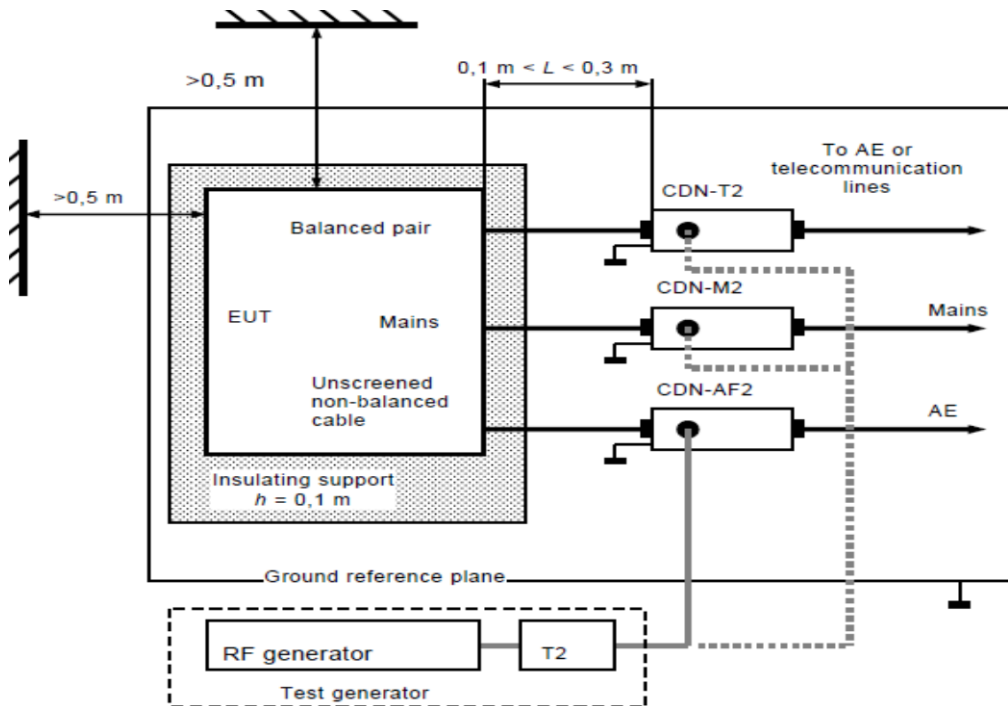 0,1 m < L < 0,3 m
>0,5 m
To AE or
telecommunication
lines
CDN-T2
>0,5 m
Balanced pair
CDN-M2
EUT
Mains
Mains
Unscreened
non-balanced
cable
CDN-AF2
AE
Insulating support
h = 0,1 m
Ground reference plane
RF generator
T2
Test generator